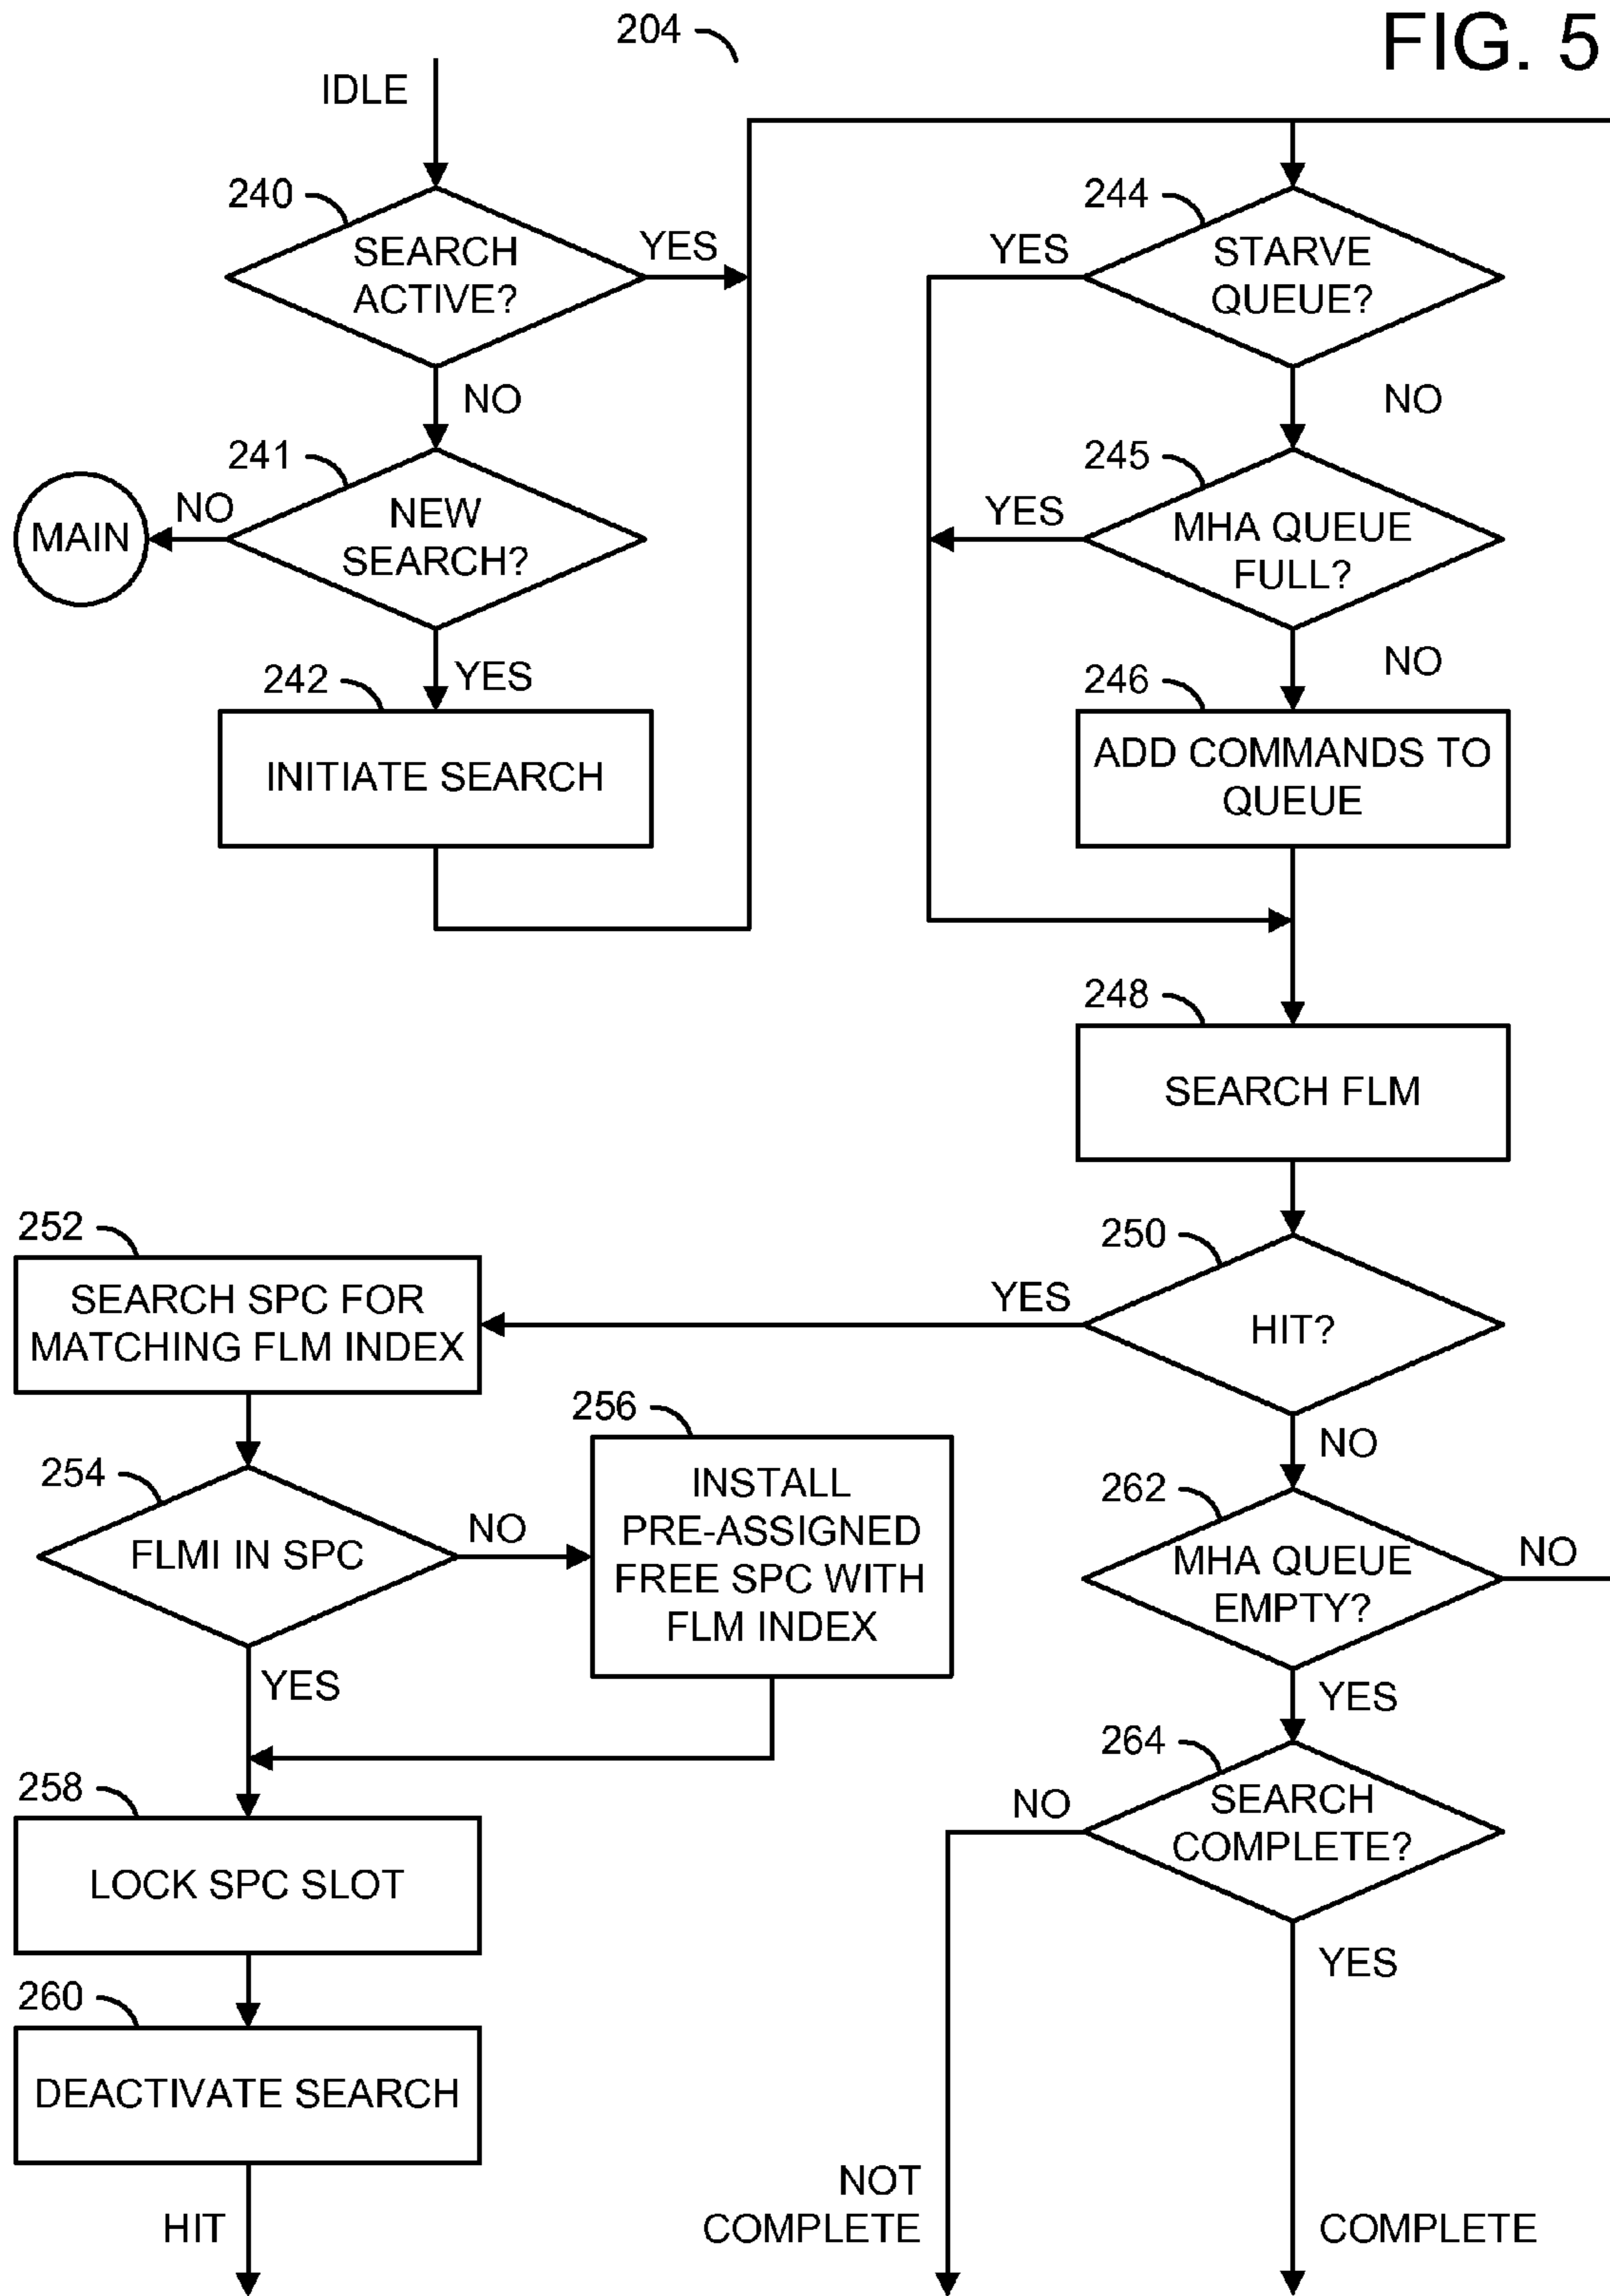 204
FIG. 5
IDLE
240
SEARCH
ACTIVE?
YES
NO
241
NEW
SEARCH?
NO
MAIN
YES
242
INITIATE SEARCH
244
STARVE
QUEUE?
YES
NO
245
MHA QUEUE
FULL?
YES
NO
246
ADD COMMANDS TO
QUEUE
248
SEARCH FLM
250
HIT?
YES
NO
252
SEARCH SPC FOR
MATCHING FLM INDEX
254
FLMI IN SPC
NO
YES
256
INSTALL
PRE-ASSIGNED
FREE SPC WITH
FLM INDEX
258
LOCK SPC SLOT
260
DEACTIVATE SEARCH
HIT
262
MHA QUEUE
EMPTY?
NO
YES
264
SEARCH
COMPLETE?
NO
YES
NOT
COMPLETE
COMPLETE